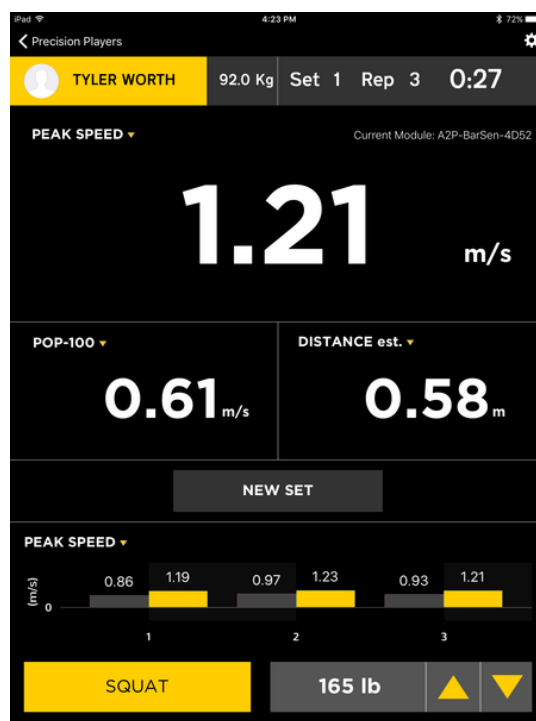 iPad 4:23 PM 72%
Precision Players
TYLER WORTH 92.0 Kg Set 1 Rep 3 0:27
PEAK SPEED Current Module: A2P-BarSen-4D52
1.21 m/s
POP-100 DISTANCE est.
0.61 m/s 0.58 m
NEW SET
PEAK SPEED
(m/s) 0 0.86 1.19 0.97 1.23 0.93 1.21
1 2 3
SQUAT 165 lb